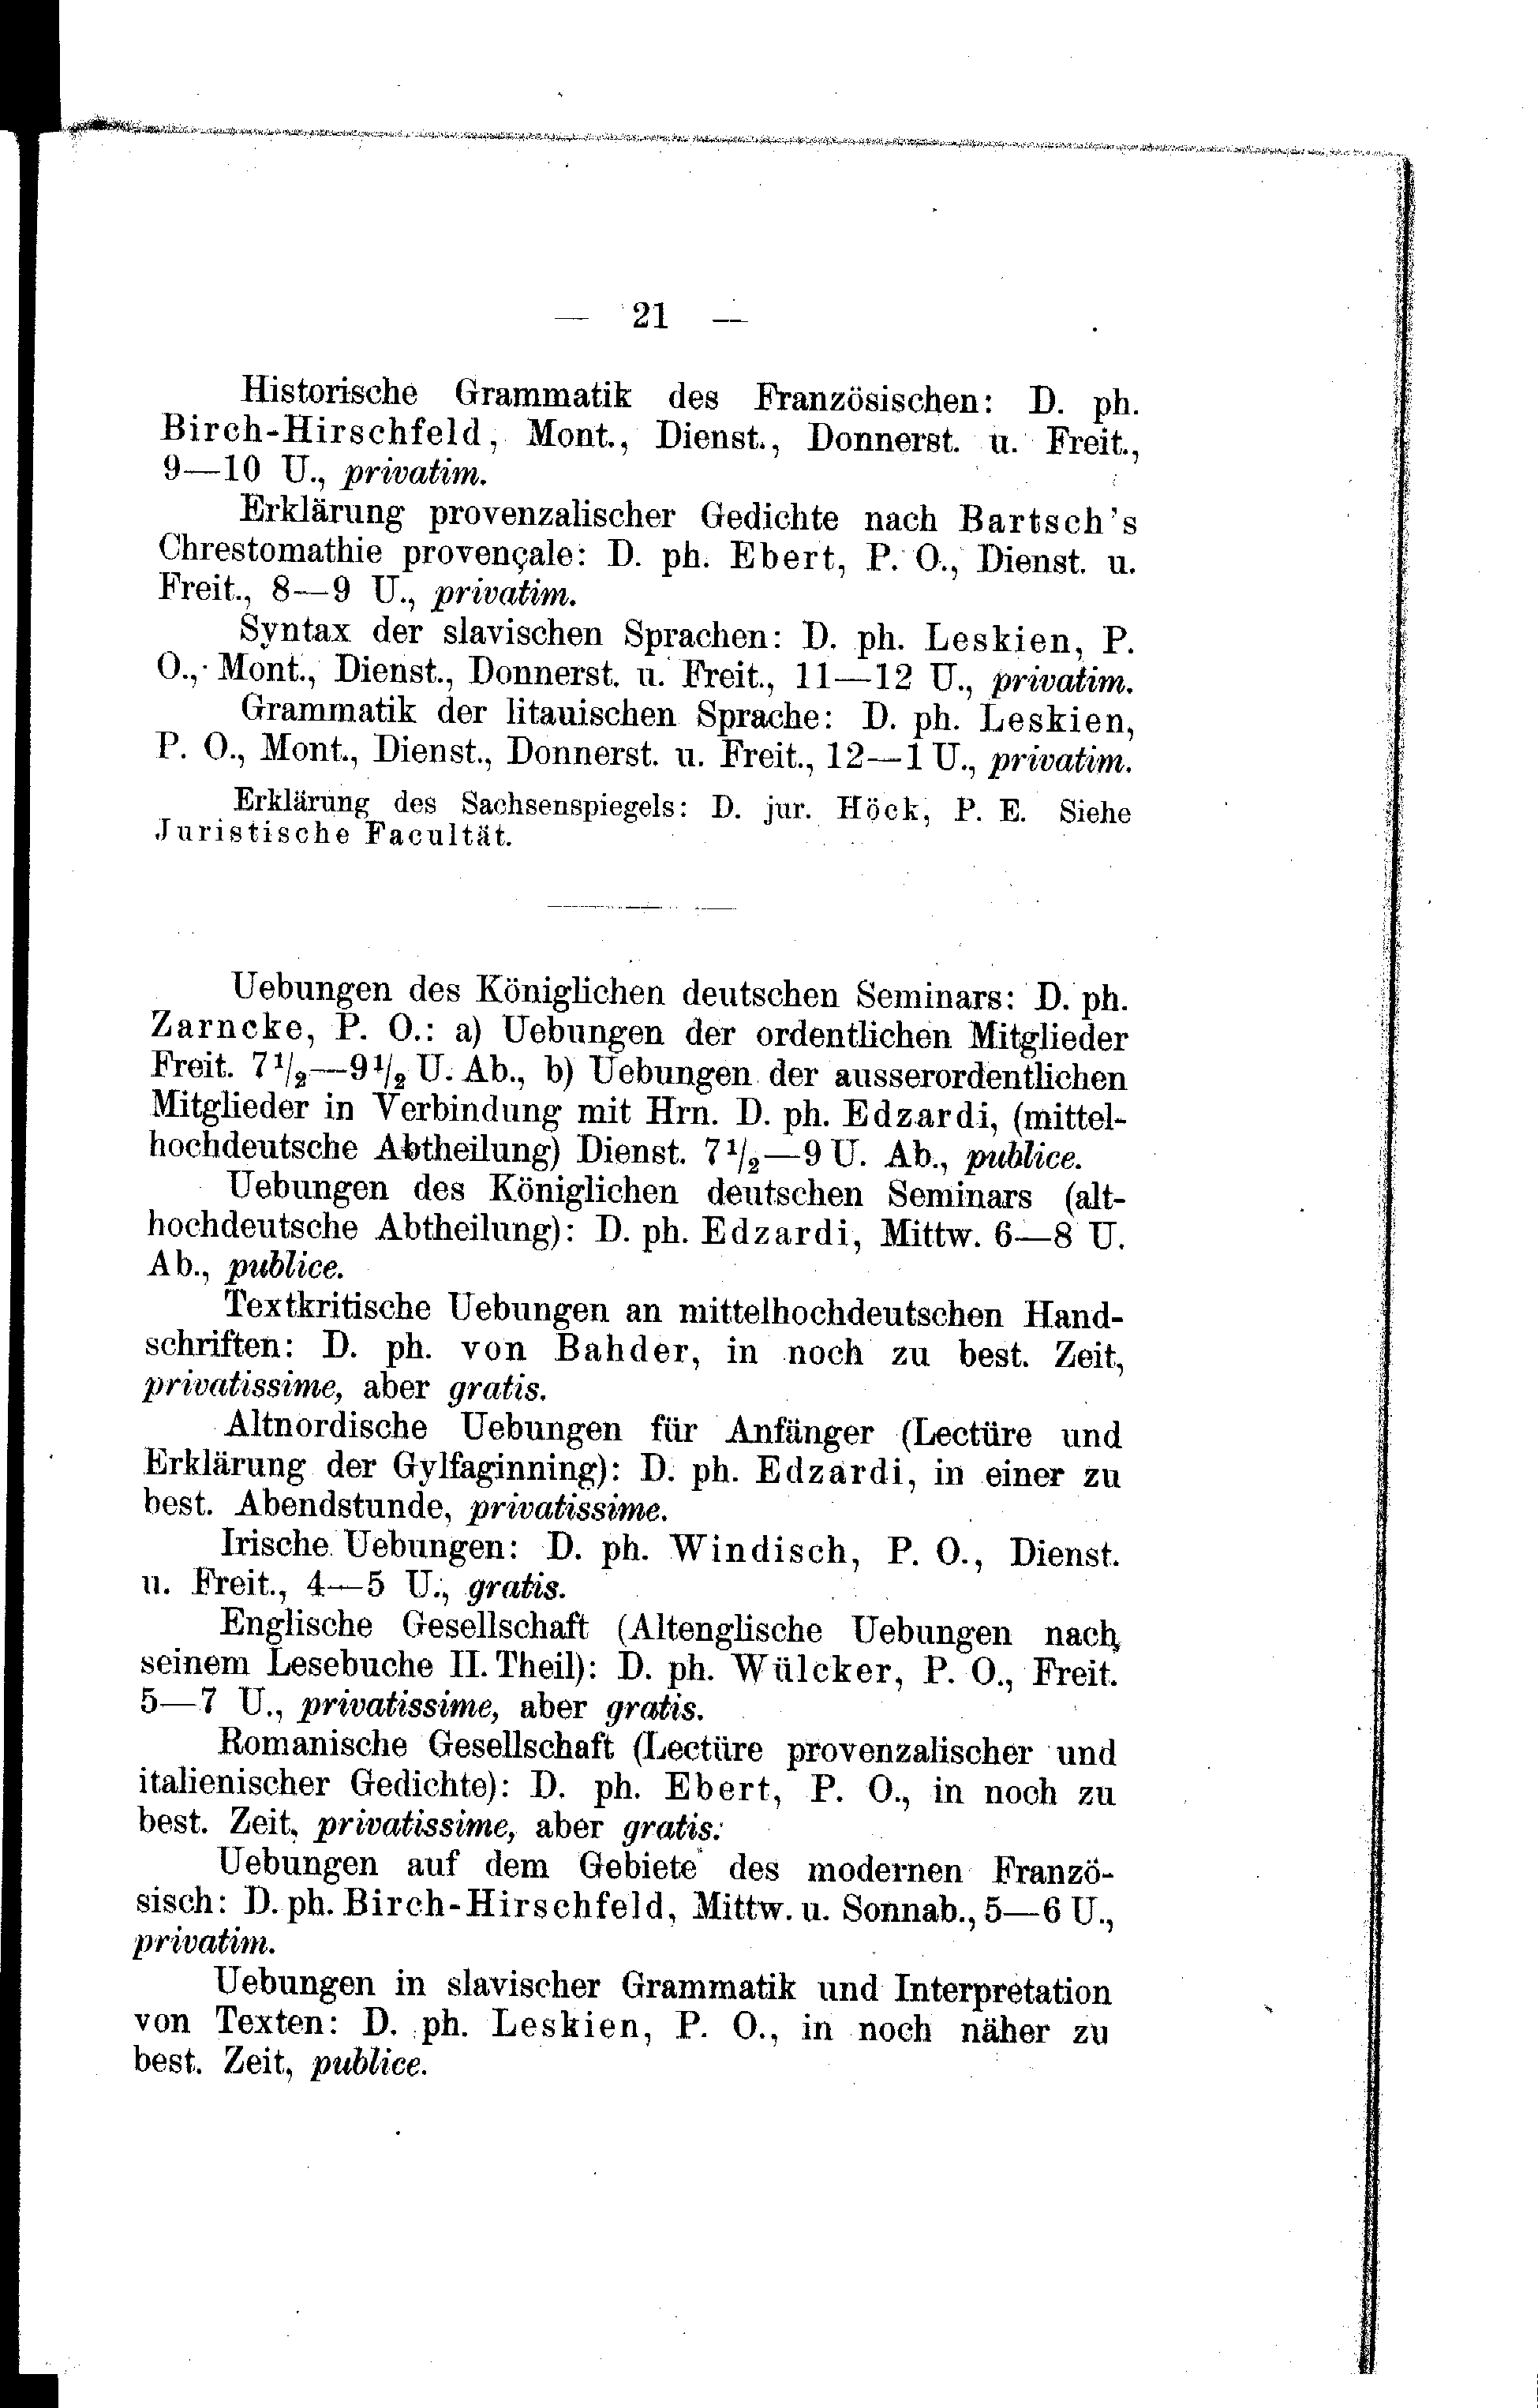 — 21 —
Historische Grammatik des Französischen: D. ph.
Birch-Hirschfeld, Mont., Dienst., Donnerst. u. Freit.,
9—10 U., privatim.
Erklärung provenzalischer Gedichte nach Bartsch's
Chrestomathie provençale: D. ph. Ebert, P. O., Dienst. u.
Freit., 8—9 U., privatim.
Syntax der slavischen Sprachen: D. ph. Leskien, P.
O., Mont., Dienst., Donnerst. u. Freit., 11—12 U., privatim.
Grammatik der litauischen Sprache: D. ph. Leskien,
P. O., Mont., Dienst., Donnerst. u. Freit., 12—1 U., privatim.
Erklärung des Sachsenspiegels: D. jur. Höck, P. E. Siehe
Juristische Facultät.
Uebungen des Königlichen deutschen Seminars: D. ph.
Zarncke, P. O.: a) Uebungen der ordentlichen Mitglieder
Freit. 7 1/2—9 1/2 U. Ab., b) Uebungen der ausserordentlichen
Mitglieder in Verbindung mit Hrn. D. ph. Edzardi, (mittel-
hochdeutsche Abtheilung) Dienst. 7 1/2—9 U. Ab., publice.
Uebungen des Königlichen deutschen Seminars (alt-
hochdeutsche Abtheilung): D. ph. Edzardi, Mittw. 6—8 U.
Ab., publice.
Textkritische Uebungen an mittelhochdeutschen Hand-
schriften: D. ph. von Bahder, in noch zu best. Zeit,
privatissime, aber gratis.
Altnordische Uebungen für Anfänger (Lectüre und
Erklärung der Gylfaginning): D. ph. Edzardi, in einer zu
best. Abendstunde, privatissime.
Irische Uebungen: D. ph. Windisch, P. O., Dienst.
u. Freit., 4—5 U., gratis.
Englische Gesellschaft (Altenglische Uebungen nach
seinem Lesebuche II. Theil): D. ph. Wülcker, P. O., Freit.
5—7 U., privatissime, aber gratis.
Romanische Gesellschaft (Lectüre provenzalischer und
italienischer Gedichte): D. ph. Ebert, P. O., in noch zu
best. Zeit, privatissime, aber gratis.
Uebungen auf dem Gebiete des modernen Franzö-
sisch: D. ph. Birch-Hirschfeld, Mittw. u. Sonnab., 5—6 U.,
privatim.
Uebungen in slavischer Grammatik und Interpretation
von Texten: D. ph. Leskien, P. O., in noch näher zu
best. Zeit, publice.